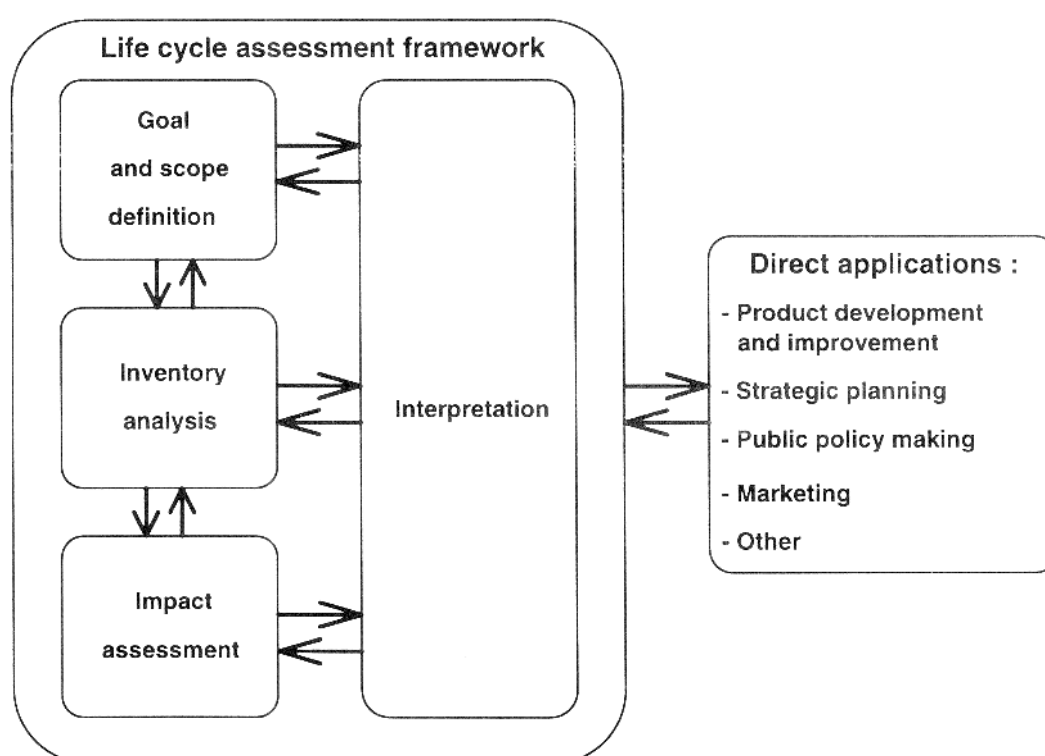 Life cycle assessment framework
Goal
and scope
definition
Inventory
analysis
Impact
assessment
Interpretation
Direct applications :
- Product development
and improvement
- Strategic planning
- Public policy making
- Marketing
- Other